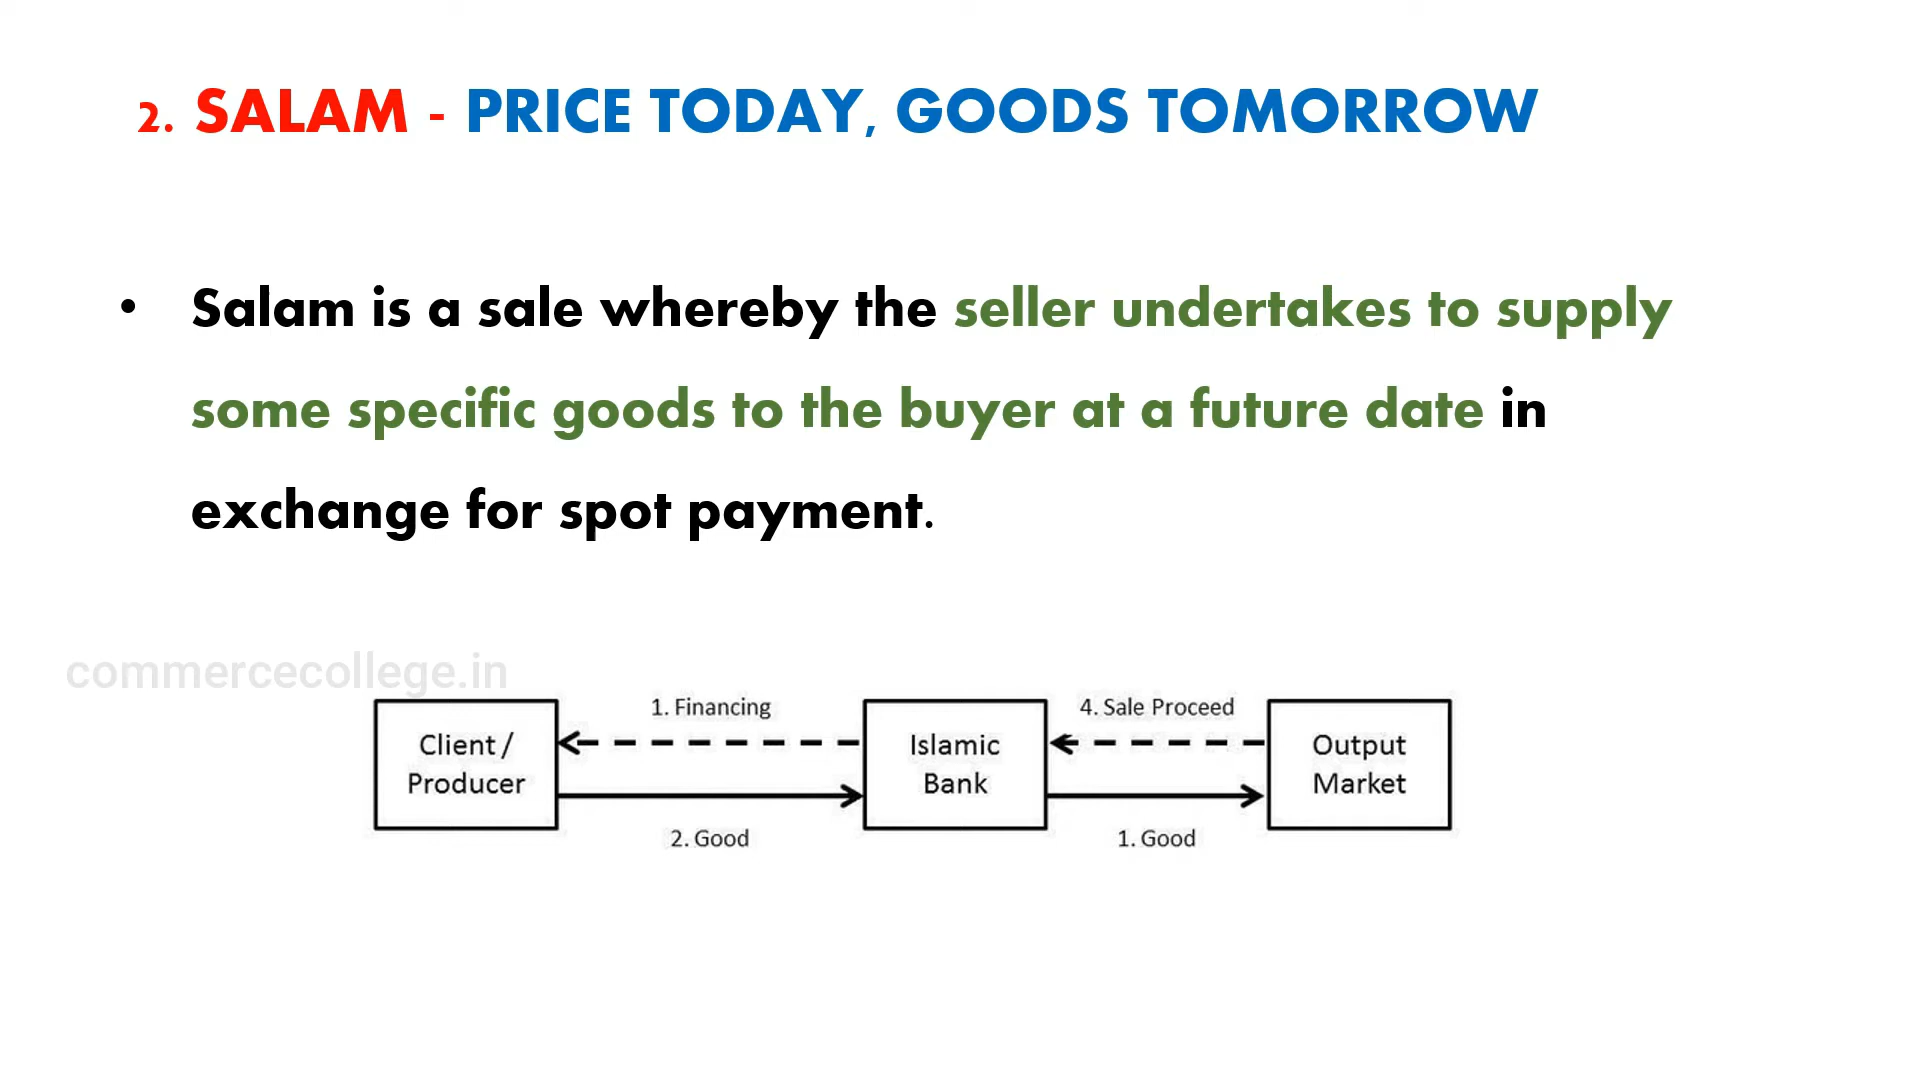 2. SALAM - PRICE TODAY, GOODS TOMORROW
• Salam is a sale whereby the seller undertakes to supply
some specific goods to the buyer at a future date in
exchange for spot payment.
commercecollege.in
1. Financing
4. Sale Proceed
Client /
Producer
Islamic
Bank
Output
Market
2. Good
1. Good